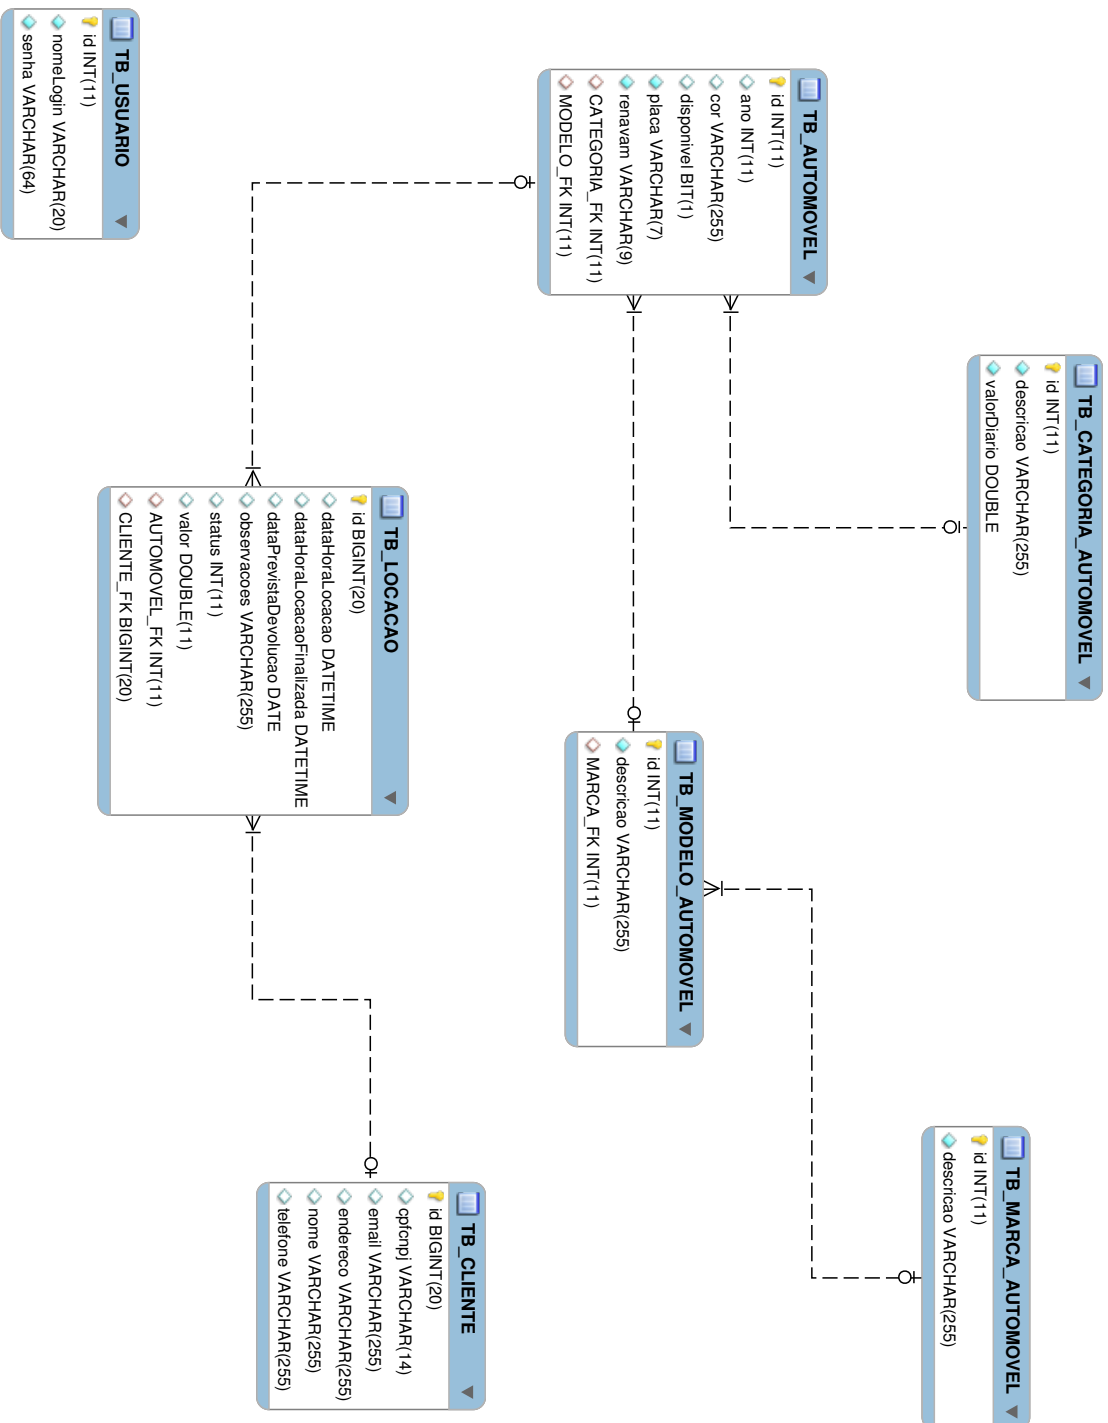 TB_USUARIO
id INT(11)
nomeLogin VARCHAR(20)
senha VARCHAR(64)
TB_AUTOMOVEL
id INT(11)
ano INT(11)
cor VARCHAR(255)
disponivel BIT(1)
placa VARCHAR(7)
renavam VARCHAR(9)
CATEGORIA_FK INT(11)
MODELO_FK INT(11)
TB_CATEGORIA_AUTOMOVEL
id INT(11)
descricao VARCHAR(255)
valorDiario DOUBLE
TB_LOCACAO
id BIGINT(20)
dataHoraLocacao DATETIME
dataHoraLocacaoFinalizada DATETIME
dataPrevistaDevolucao DATE
observacoes VARCHAR(255)
status INT(11)
valor DOUBLE(11)
AUTOMOVEL_FK INT(11)
CLIENTE_FK BIGINT(20)
TB_MODELO_AUTOMOVEL
id INT(11)
descricao VARCHAR(255)
MARCA_FK INT(11)
TB_MARCA_AUTOMOVEL
id INT(11)
descricao VARCHAR(255)
TB_CLIENTE
id BIGINT(20)
cpfcnpj VARCHAR(14)
email VARCHAR(255)
endereco VARCHAR(255)
nome VARCHAR(255)
telefone VARCHAR(255)